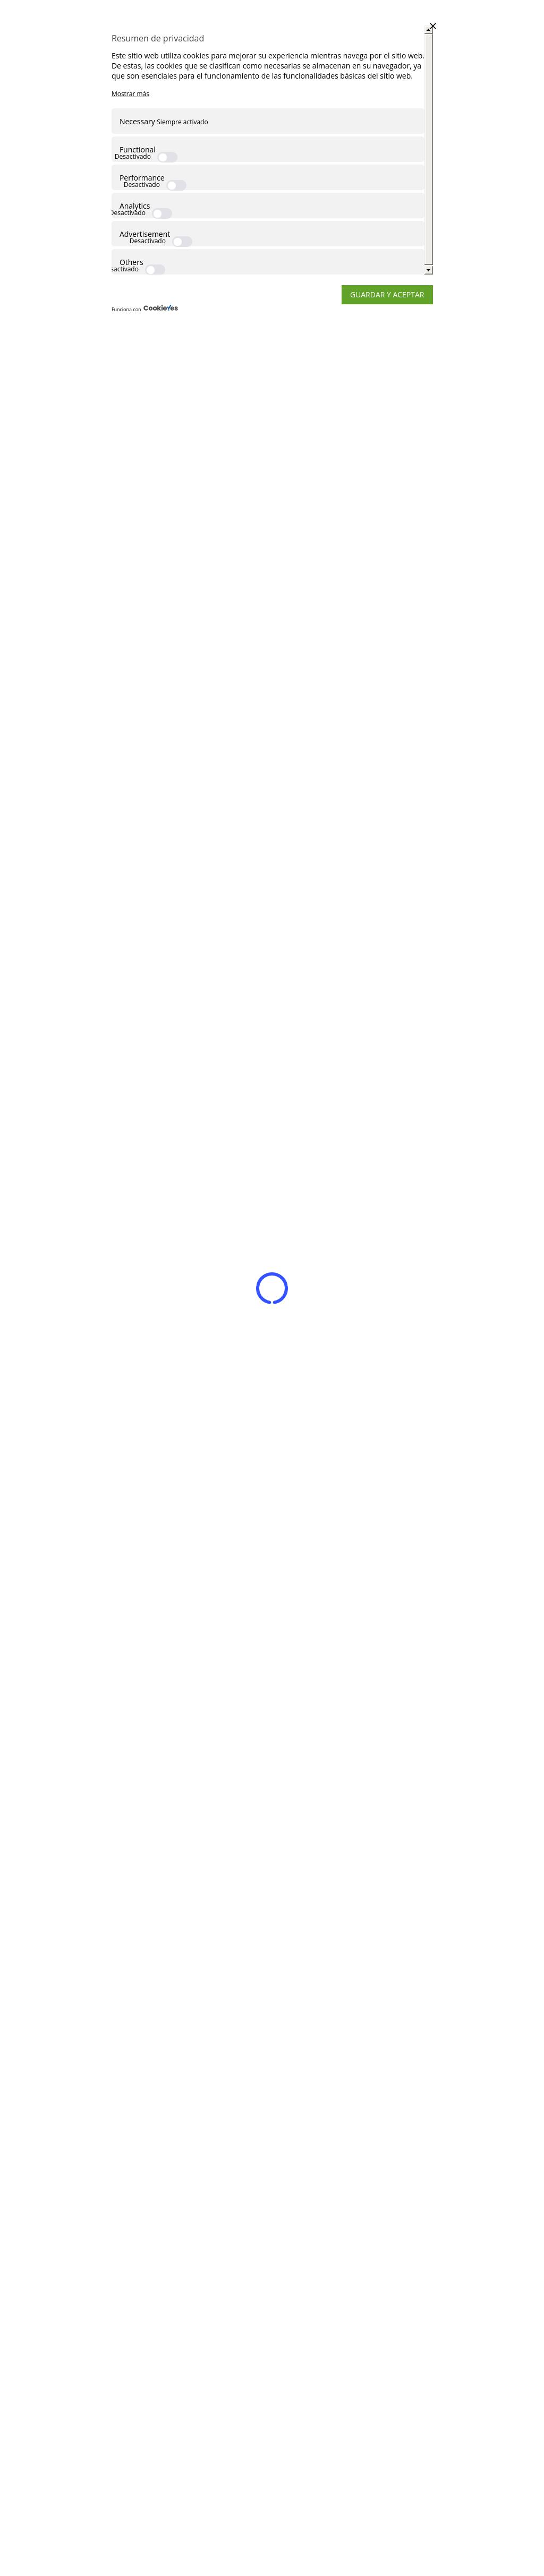 Resumen de privacidad
Este sitio web utiliza cookies para mejorar su experiencia mientras navega por el sitio web.
De estas, las cookies que se clasifican como necesarias se almacenan en su navegador, ya
que son esenciales para el funcionamiento de las funcionalidades básicas del sitio web.
Mostrar más
Necessary Siempre activado
Functional
Desactivado
Performance
Desactivado
Analytics
Desactivado
Advertisement
Desactivado
Others
sactivado
GUARDAR Y ACEPTAR
Funciona con CookieYes